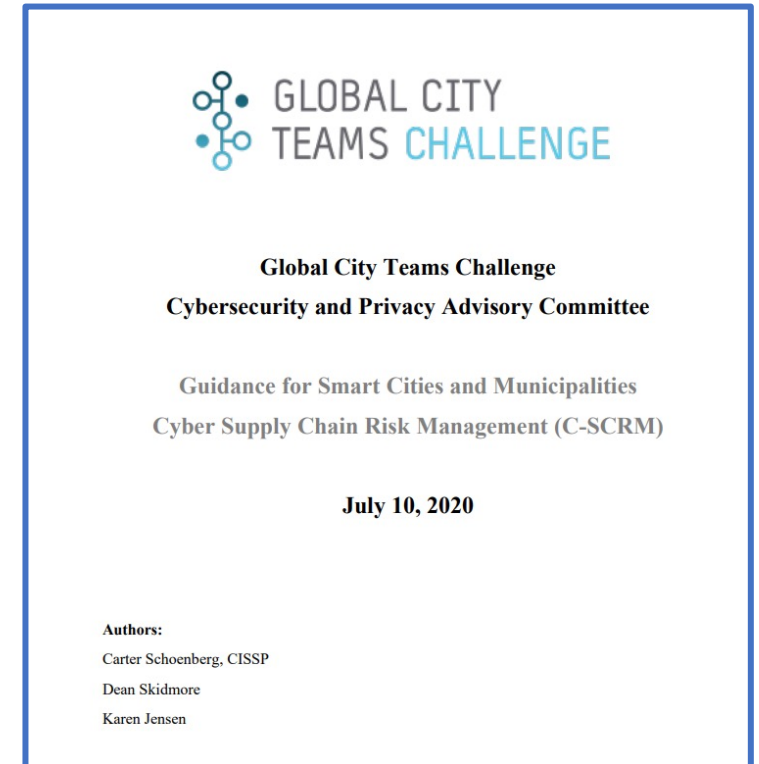 GLOBAL CITY
TEAMS CHALLENGE
Global City Teams Challenge
Cybersecurity and Privacy Advisory Committee
Guidance for Smart Cities and Municipalities
Cyber Supply Chain Risk Management (C-SCRM)
July 10, 2020
Authors:
Carter Schoenberg, CISSP
Dean Skidmore
Karen Jensen